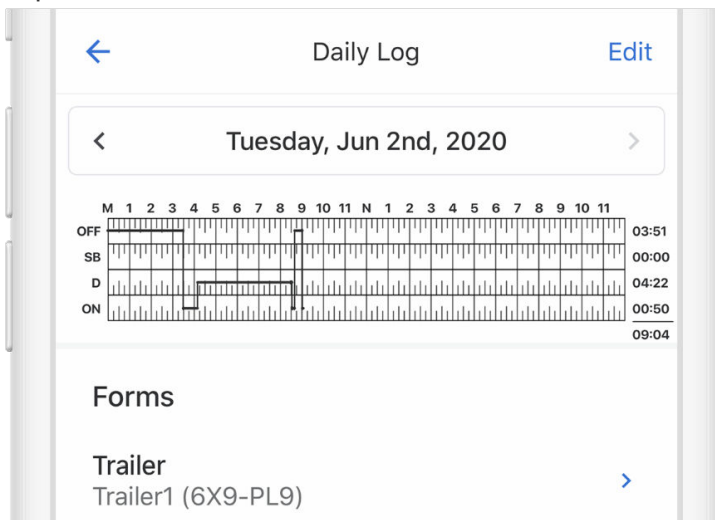 Daily Log Edit
Tuesday, Jun 2nd, 2020
M 1 2 3 4 5 6 7 8 9 10 11 N 1 2 3 4 5 6 7 8 9 10 11
OFF 03:51
SB 00:00
D 04:22
ON 00:50
09:04
Forms
Trailer
Trailer1 (6X9-PL9)